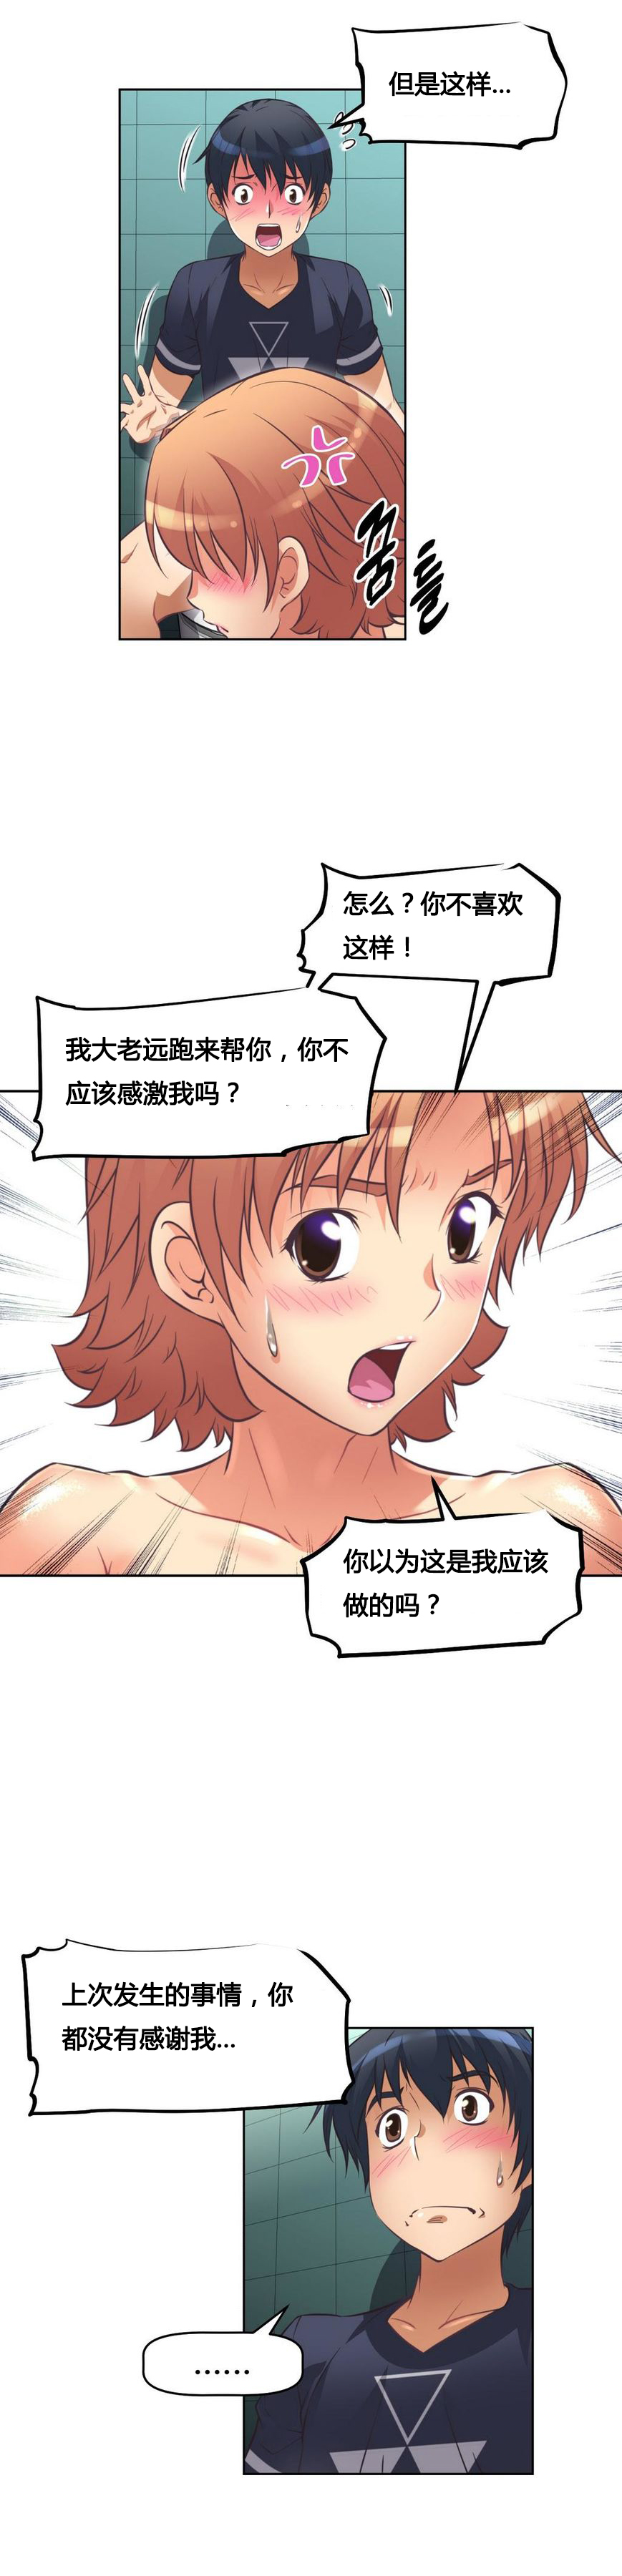 但是这样...
꿈
틀
怎么？你不喜欢
这样！
我大老远跑来帮你，你不
应该感激我吗？
你以为这是我应该
做的吗？
上次发生的事情，你
都没有感谢我...
......